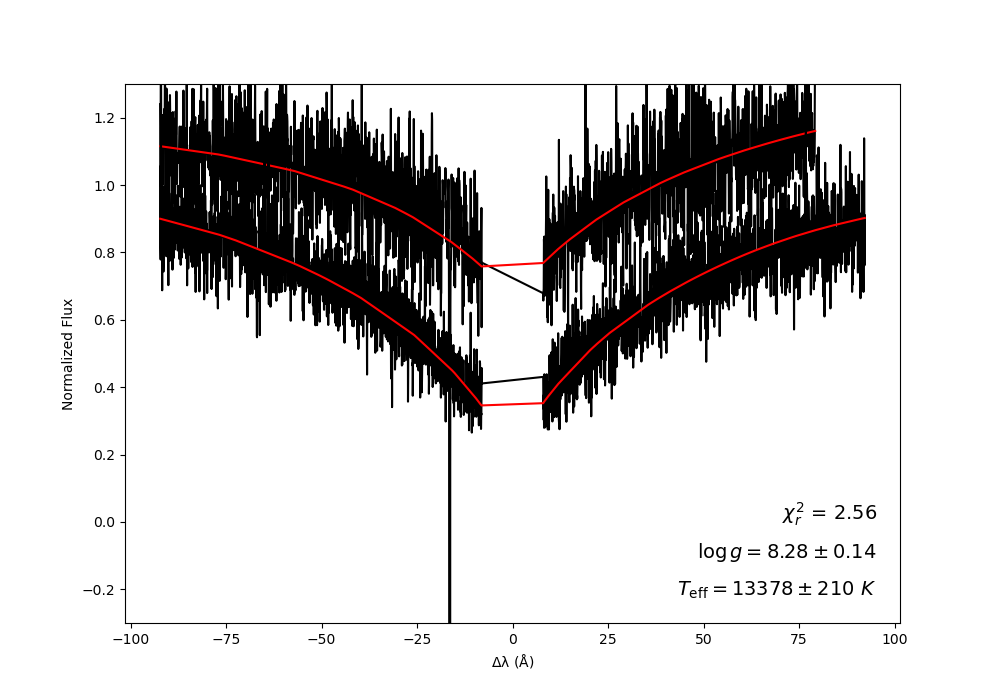 1.2
1.0
0.8
0.6
0.4
0.2
0.0
−0.2
Normalized Flux
χ²ᵣ = 2.56
log g = 8.28 ± 0.14
T_eff = 13378 ± 210 K
−100 −75 −50 −25 0 25 50 75 100
Δλ (Å)